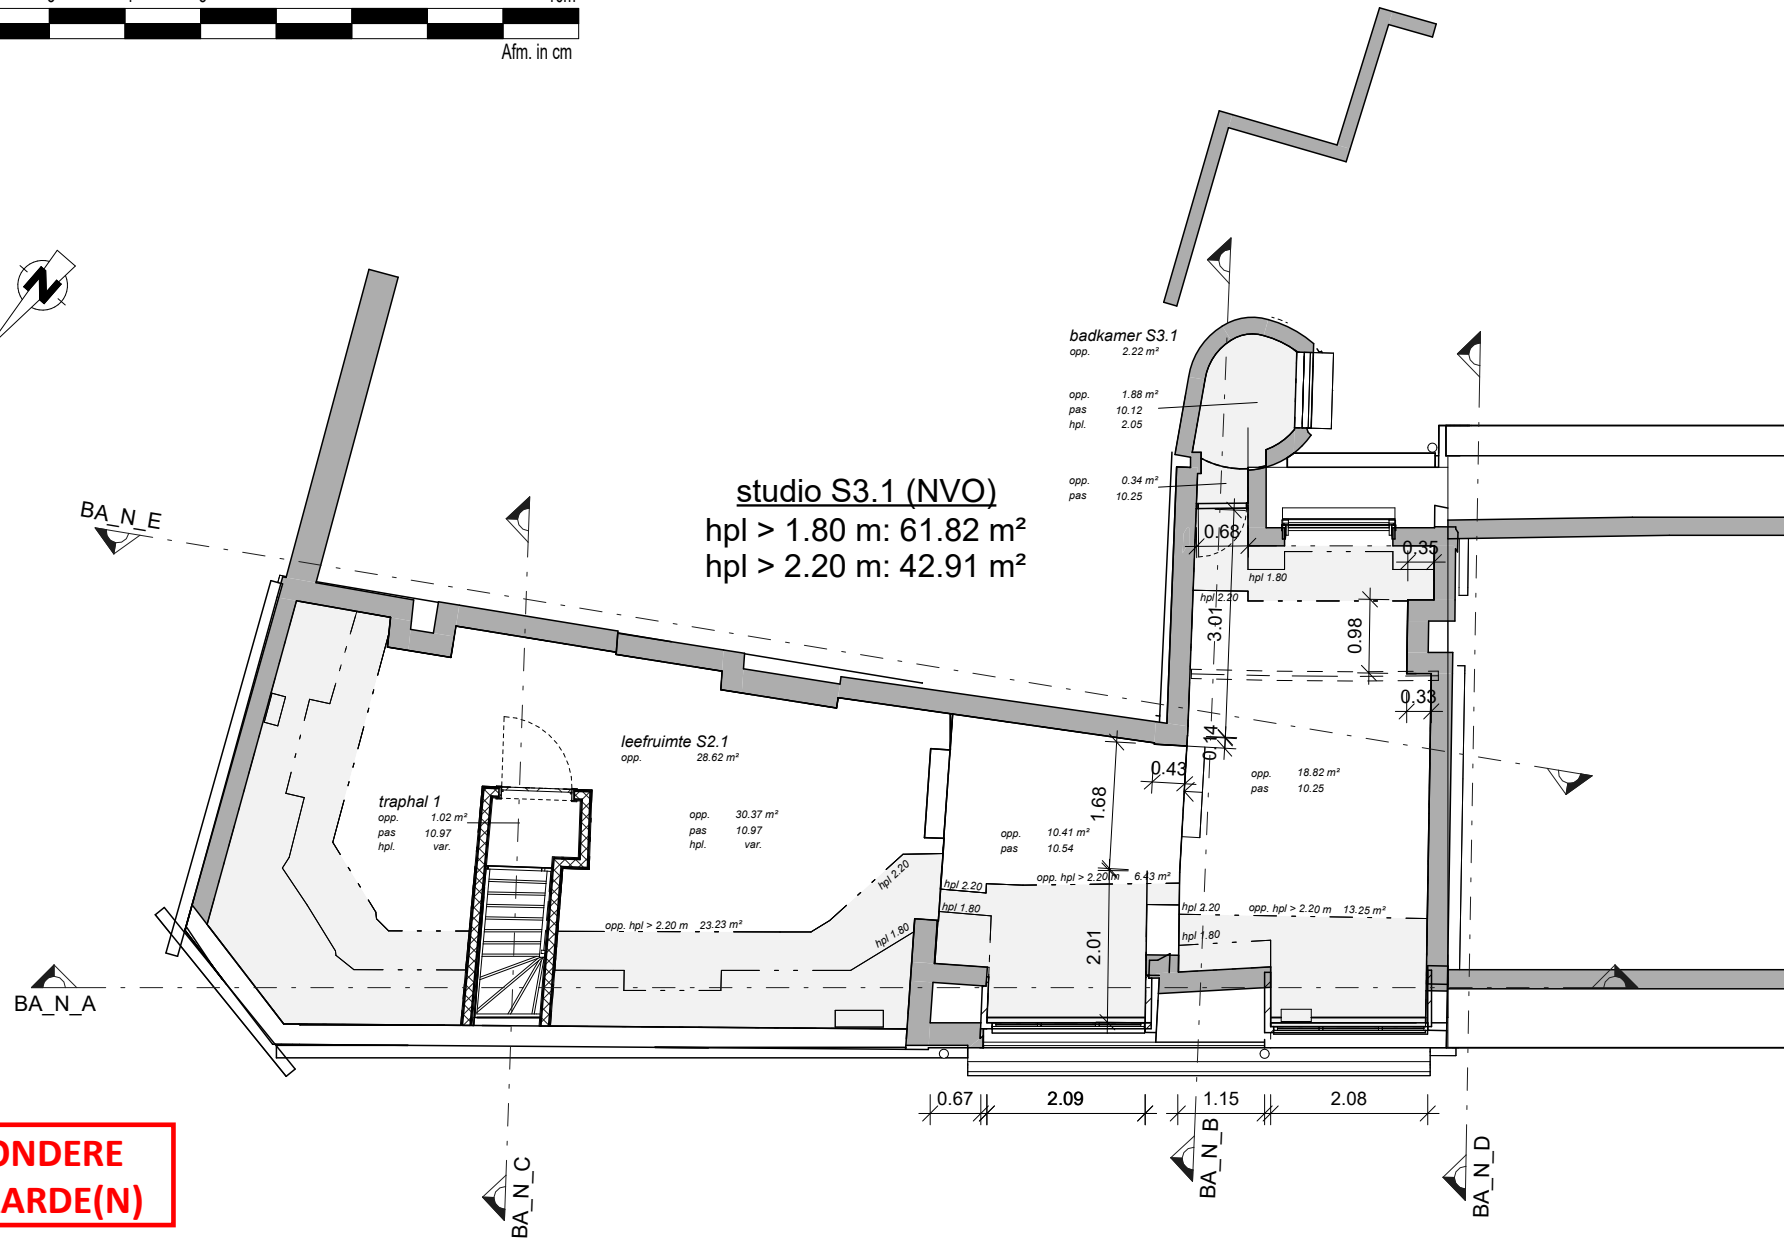 Afm. in cm
N
badkamer S3.1
opp. 2.22 m²
opp. 1.88 m²
pas 10.12
hpl. 2.05
opp. 0.34 m²
pas 10.25
studio S3.1 (NVO)
hpl > 1.80 m: 61.82 m²
hpl > 2.20 m: 42.91 m²
BA_N_E
0.68
0.35
hpl 1.80
hpl 2.20
3.01
0.98
0.33
0.14
leefruimte S2.1
opp. 28.62 m²
0.43
opp. 18.82 m²
pas 10.25
traphal 1
opp. 1.02 m²
pas 10.97
hpl. var.
opp. 30.37 m²
pas 10.97
hpl. var.
1.68
opp. 10.41 m²
pas 10.54
hpl 2.20
hpl 2.20
opp. hpl > 2.20 m 6.43 m²
hpl 1.80
hpl 2.20
opp. hpl > 2.20 m 13.25 m²
opp. hpl > 2.20 m 23.23 m²
hpl 1.80
hpl 1.80
2.01
BA_N_A
0.67
2.09
1.15
2.08
BA_N_C
BA_N_B
BA_N_D
ONDERE
ARDE(N)